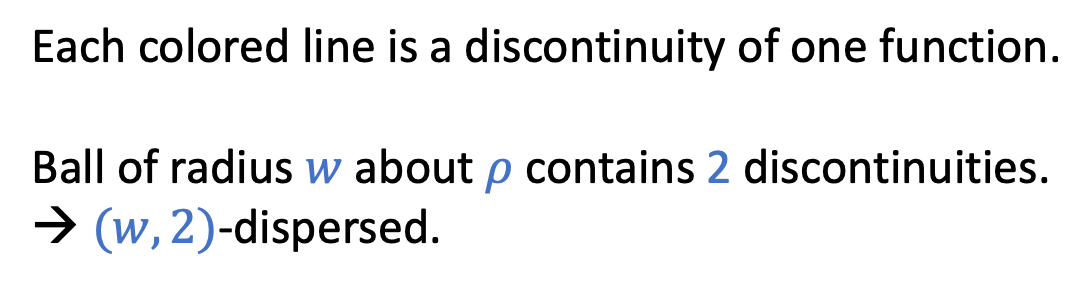 Each colored line is a discontinuity of one function.
Ball of radius w about ρ contains 2 discontinuities.
→ (w, 2)-dispersed.